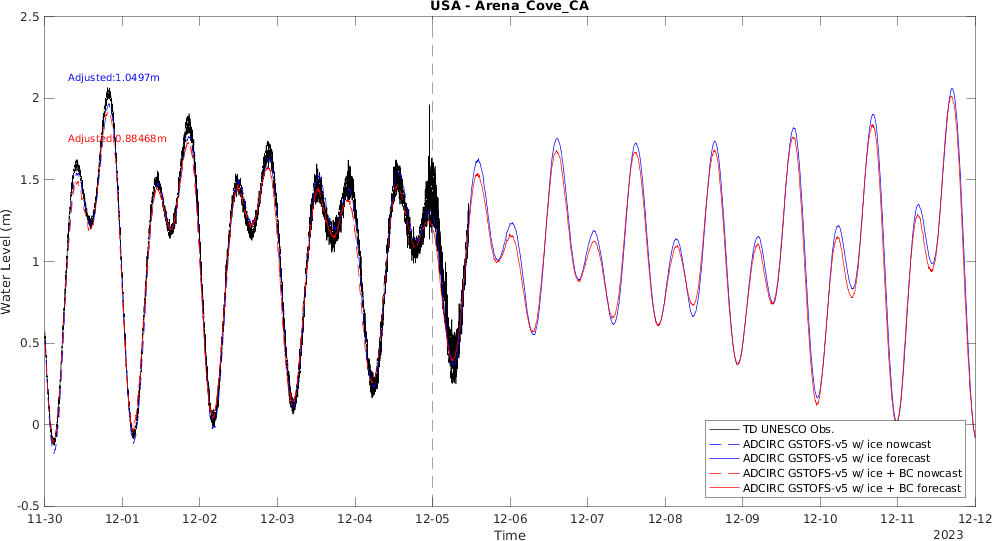 USA - Arena_Cove_CA
2.5
Adjusted:1.0497m
2
Adjusted:0.88468m
1.5
Water Level (m)
1
0.5
0
-0.5
TD UNESCO Obs.
ADCIRC GSTOFS-v5 w/ ice nowcast
ADCIRC GSTOFS-v5 w/ ice forecast
ADCIRC GSTOFS-v5 w/ ice + BC nowcast
ADCIRC GSTOFS-v5 w/ ice + BC forecast
11-30 12-01 12-02 12-03 12-04 12-05 12-06 12-07 12-08 12-09 12-10 12-11 12-12
Time
2023